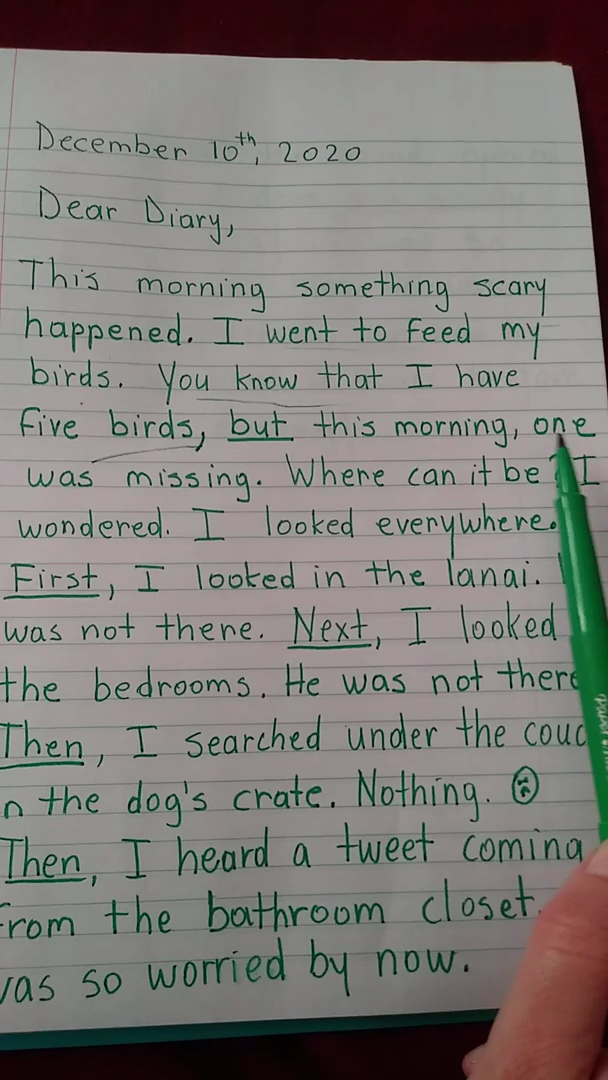 December 10th, 2020
Dear Diary,
This morning something scary
happened. I went to feed my
birds. You know that I have
five birds, but this morning, one
was missing. Where can it be? I
wondered. I looked everywhere.
First, I looked in the lanai.
was not there. Next, I looked
the bedrooms. He was not there
Then, I searched under the couc
n the dog's crate. Nothing. ☹
Then, I heard a tweet coming
from the bathroom closet.
was so worried by now.